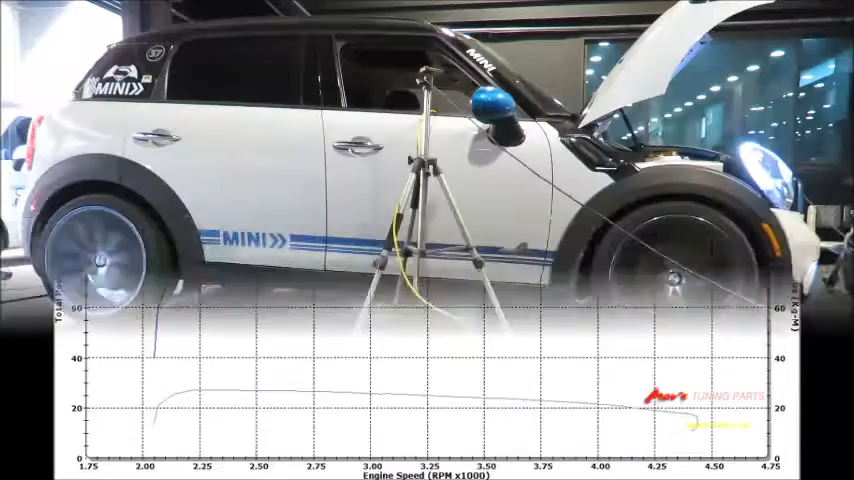 37
MINI
MINI
MINI
Total Po
(Kg-M)
60
60
40
40
20
20
0
0
TUNING PARTS
1.75 2.00 2.25 2.50 2.75 3.00 3.25 3.50 3.75 4.00 4.25 4.50 4.75
Engine Speed (RPM x1000)